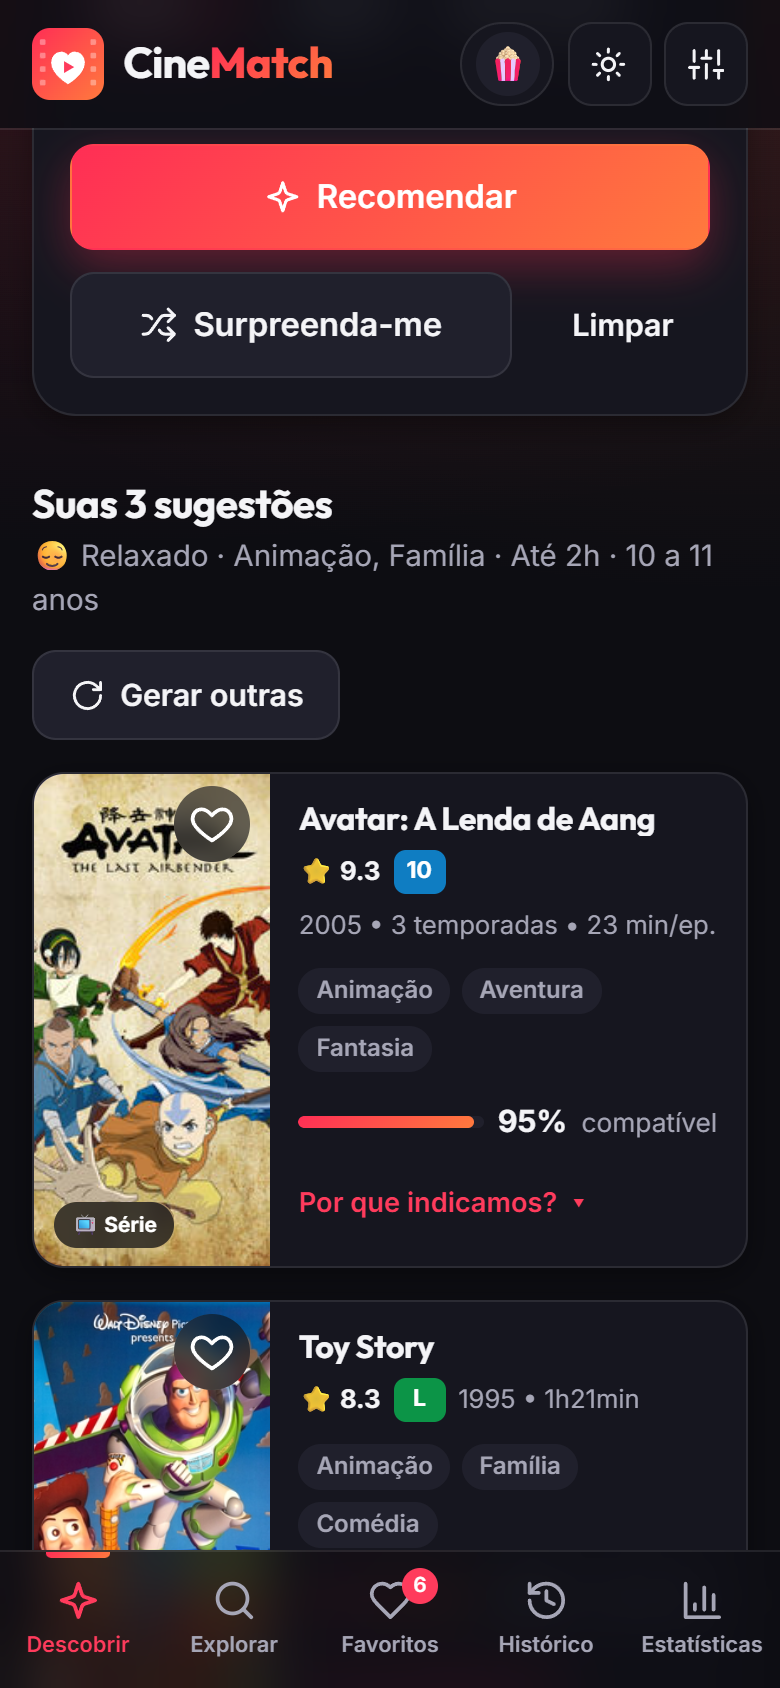 CineMatch
Recomendar
Surpreenda-me
Limpar
Suas 3 sugestões
Relaxado · Animação, Família · Até 2h · 10 a 11
anos
Gerar outras
THE LAST AIRBENDER
Série
Avatar: A Lenda de Aang
9.3 10
2005 • 3 temporadas • 23 min/ep.
Animação Aventura
Fantasia
95% compatível
Por que indicamos?
WALT DISNEY
presents
Toy Story
8.3 L 1995 • 1h21min
Animação Família
Comédia
6
Descobrir Explorar Favoritos Histórico Estatísticas